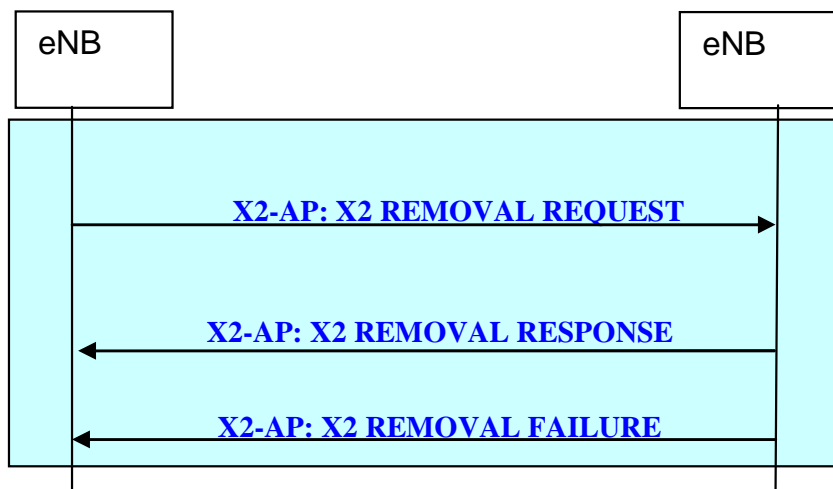 eNB
eNB
X2-AP: X2 REMOVAL REQUEST
X2-AP: X2 REMOVAL RESPONSE
X2-AP: X2 REMOVAL FAILURE